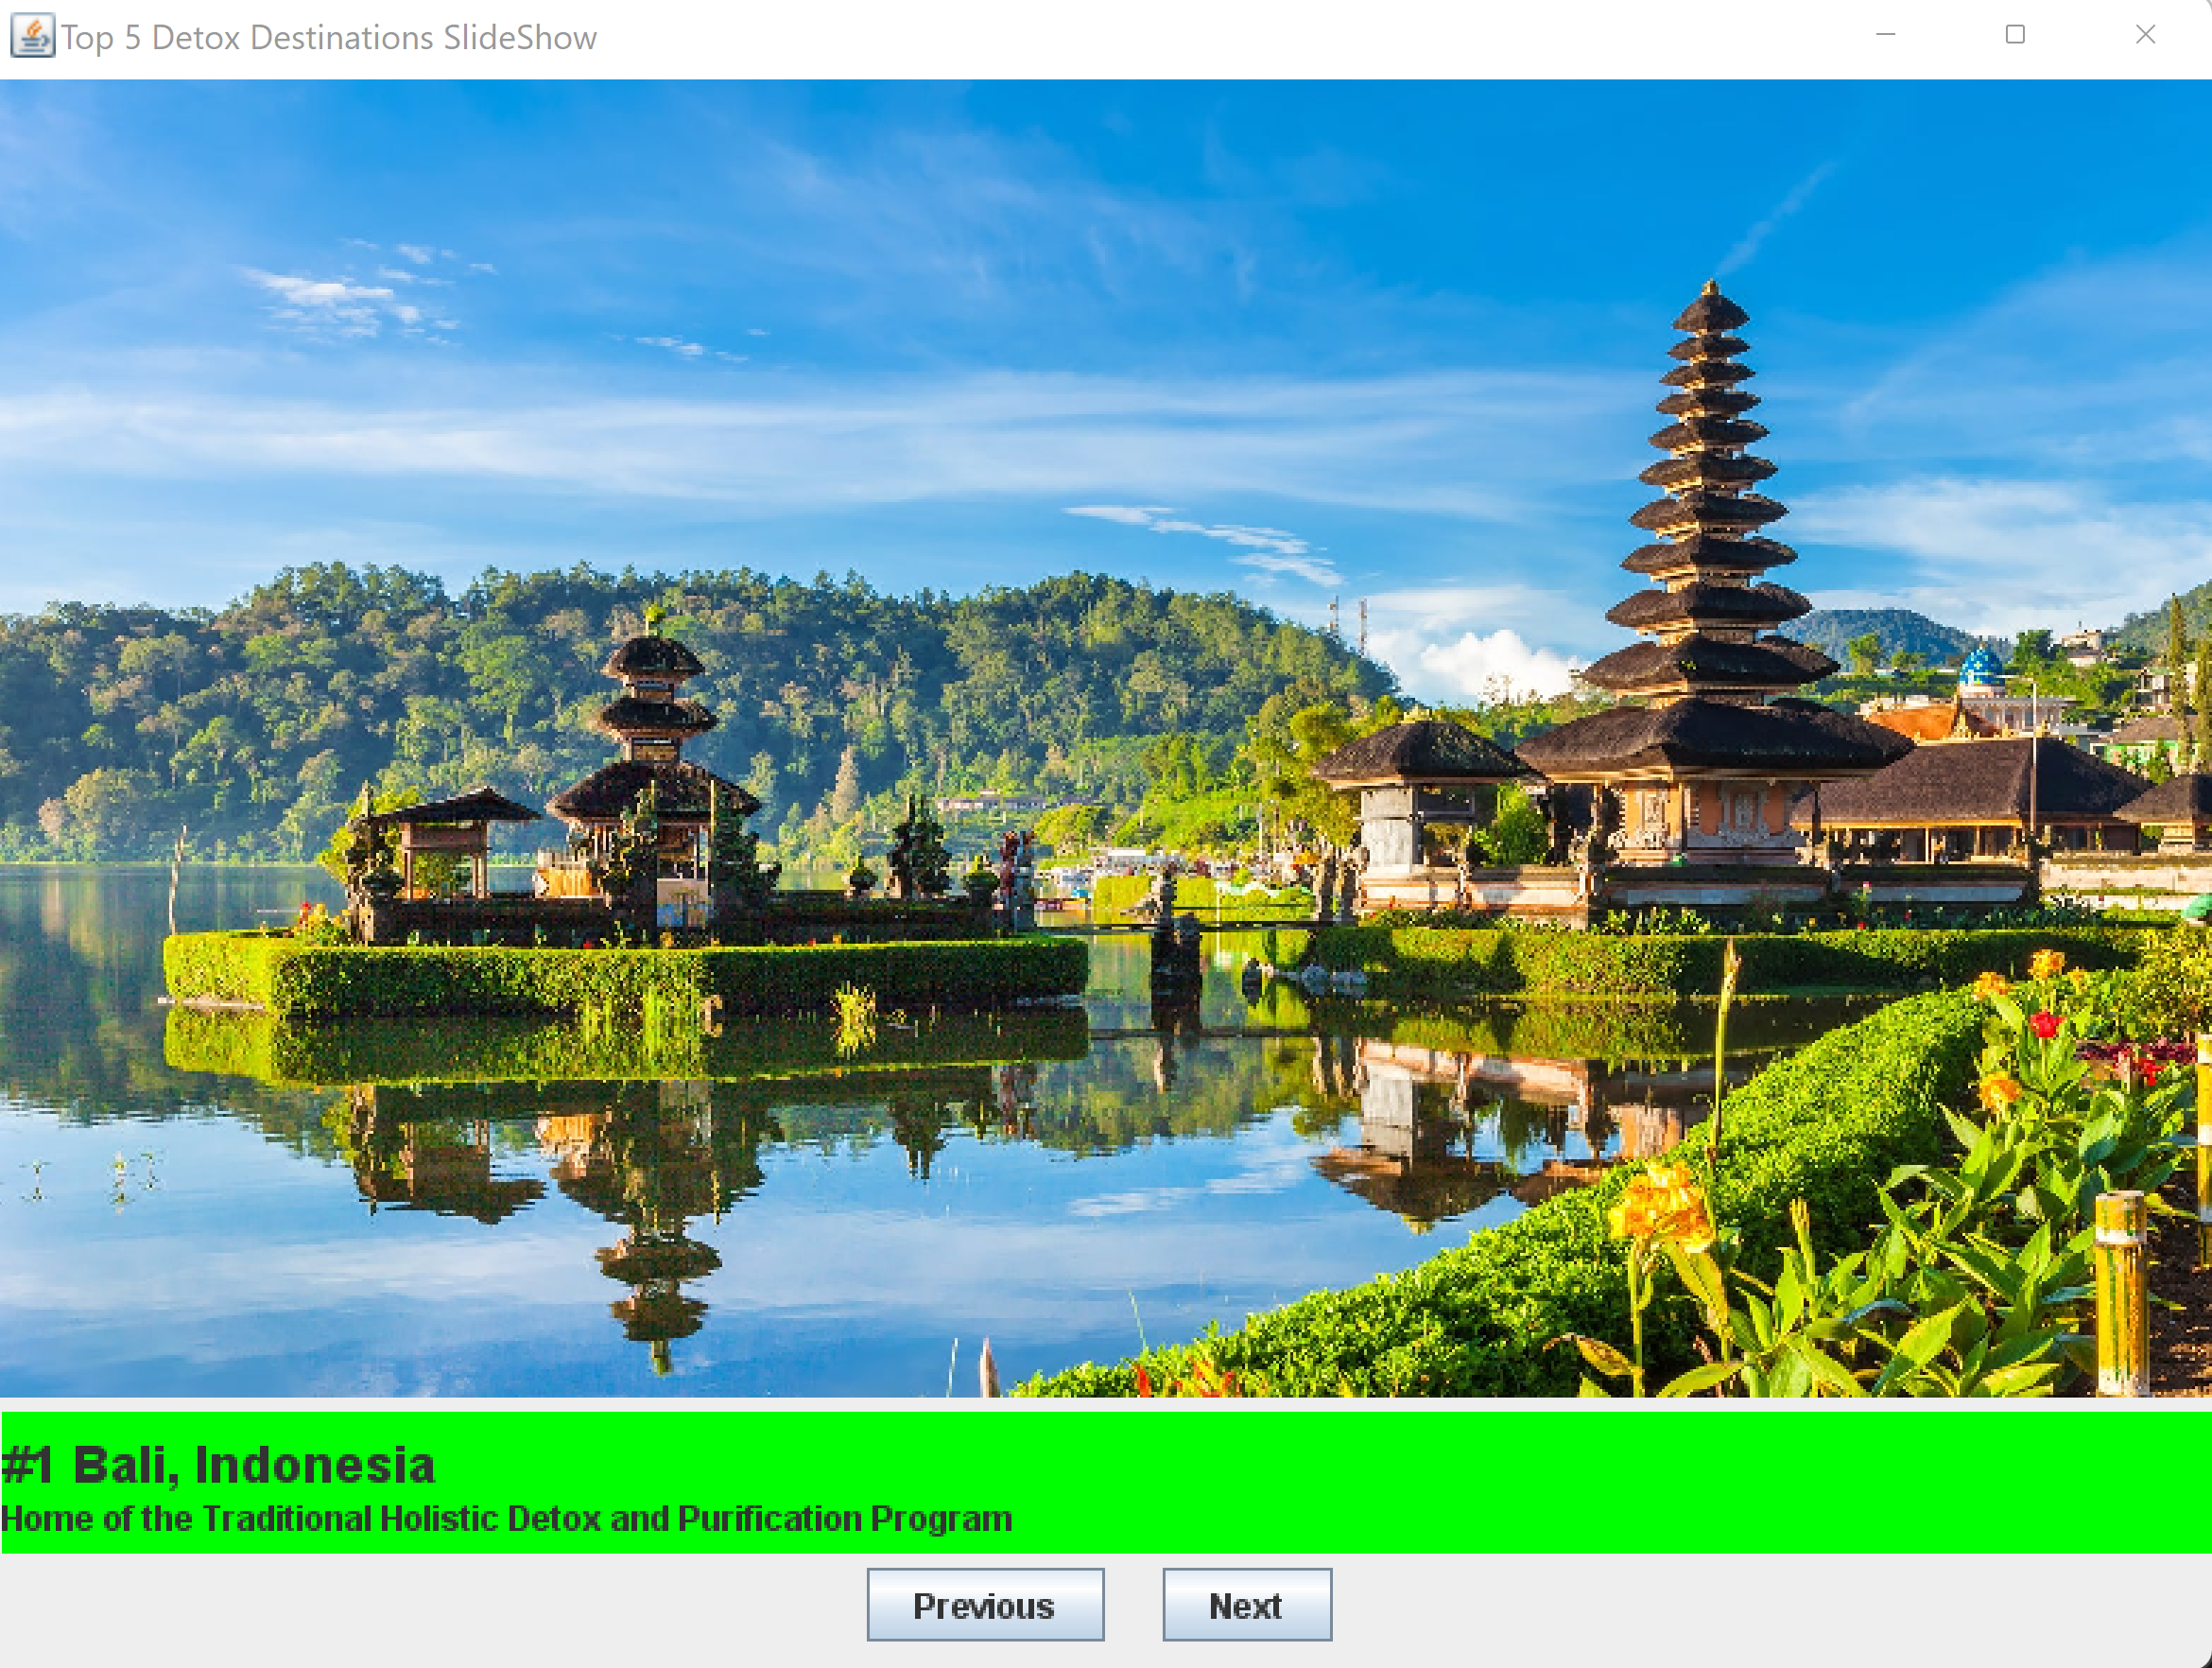 Top 5 Detox Destinations SlideShow
#1 Bali, Indonesia
Home of the Traditional Holistic Detox and Purification Program
Previous Next